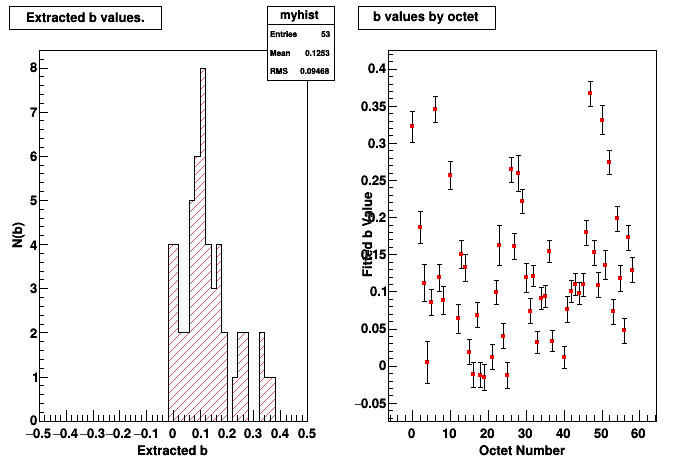 Extracted b values.
myhist
Entries 53
Mean 0.1253
RMS 0.09468
N(b)
8
7
6
5
4
3
2
1
0
−0.5 −0.4 −0.3 −0.2 −0.1 0 0.1 0.2 0.3 0.4 0.5
Extracted b
b values by octet
Fitted b Value
0.4
0.35
0.3
0.25
0.2
0.15
0.1
0.05
0
−0.05
0 10 20 30 40 50 60
Octet Number